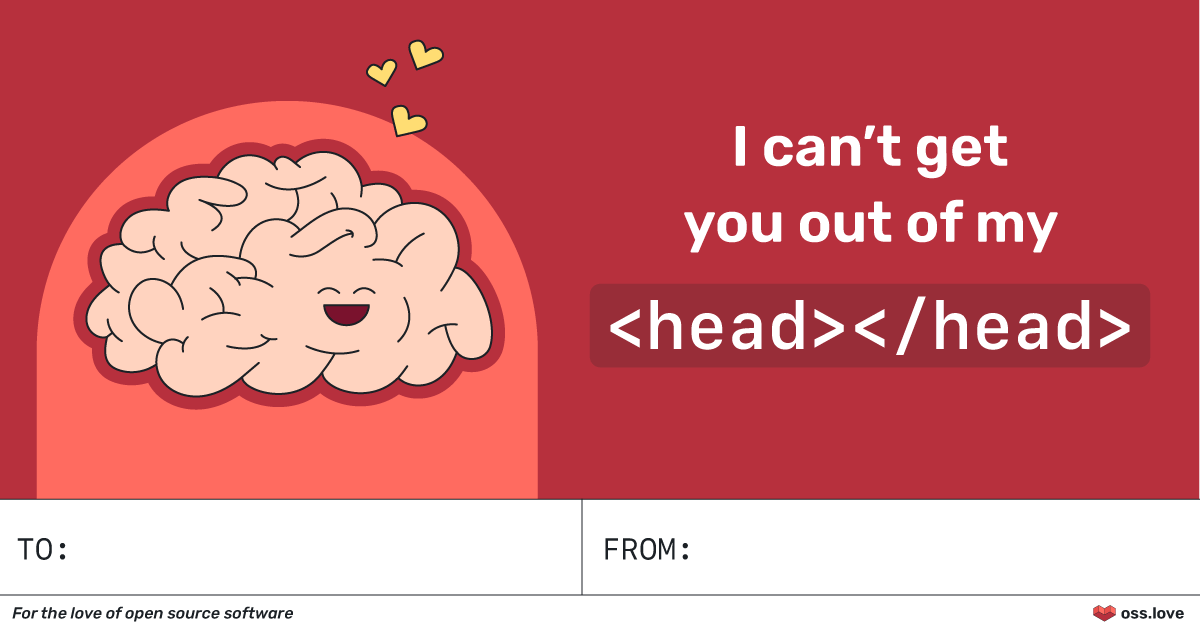 I can’t get
you out of my
<head></head>
TO:
FROM:
For the love of open source software
oss.love